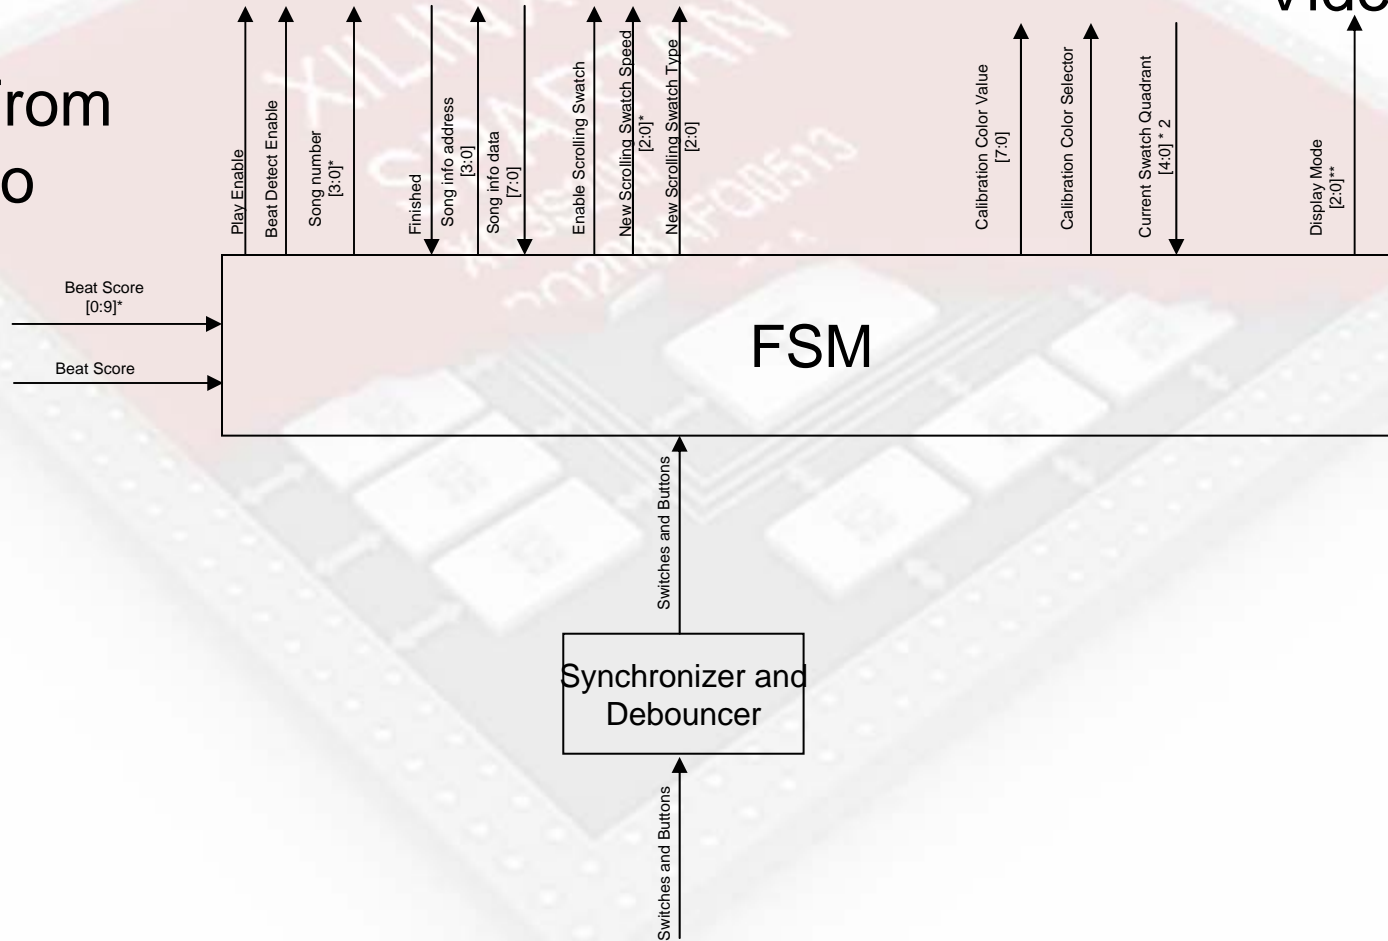 Vide
from
o
Play Enable
Beat Detect Enable
Song number
[3:0]*
Finished
Song info address
[3:0]
Song info data
[7:0]
Enable Scrolling Swatch
New Scrolling Swatch Speed
[2:0]*
New Scrolling Swatch Type
[2:0]
Calibration Color Value
[7:0]
Calibration Color Selector
Current Swatch Quadrant
[4:0] * 2
Display Mode
[2:0]**
Beat Score
[0:9]*
Beat Score
FSM
Switches and Buttons
Synchronizer and
Debouncer
Switches and Buttons